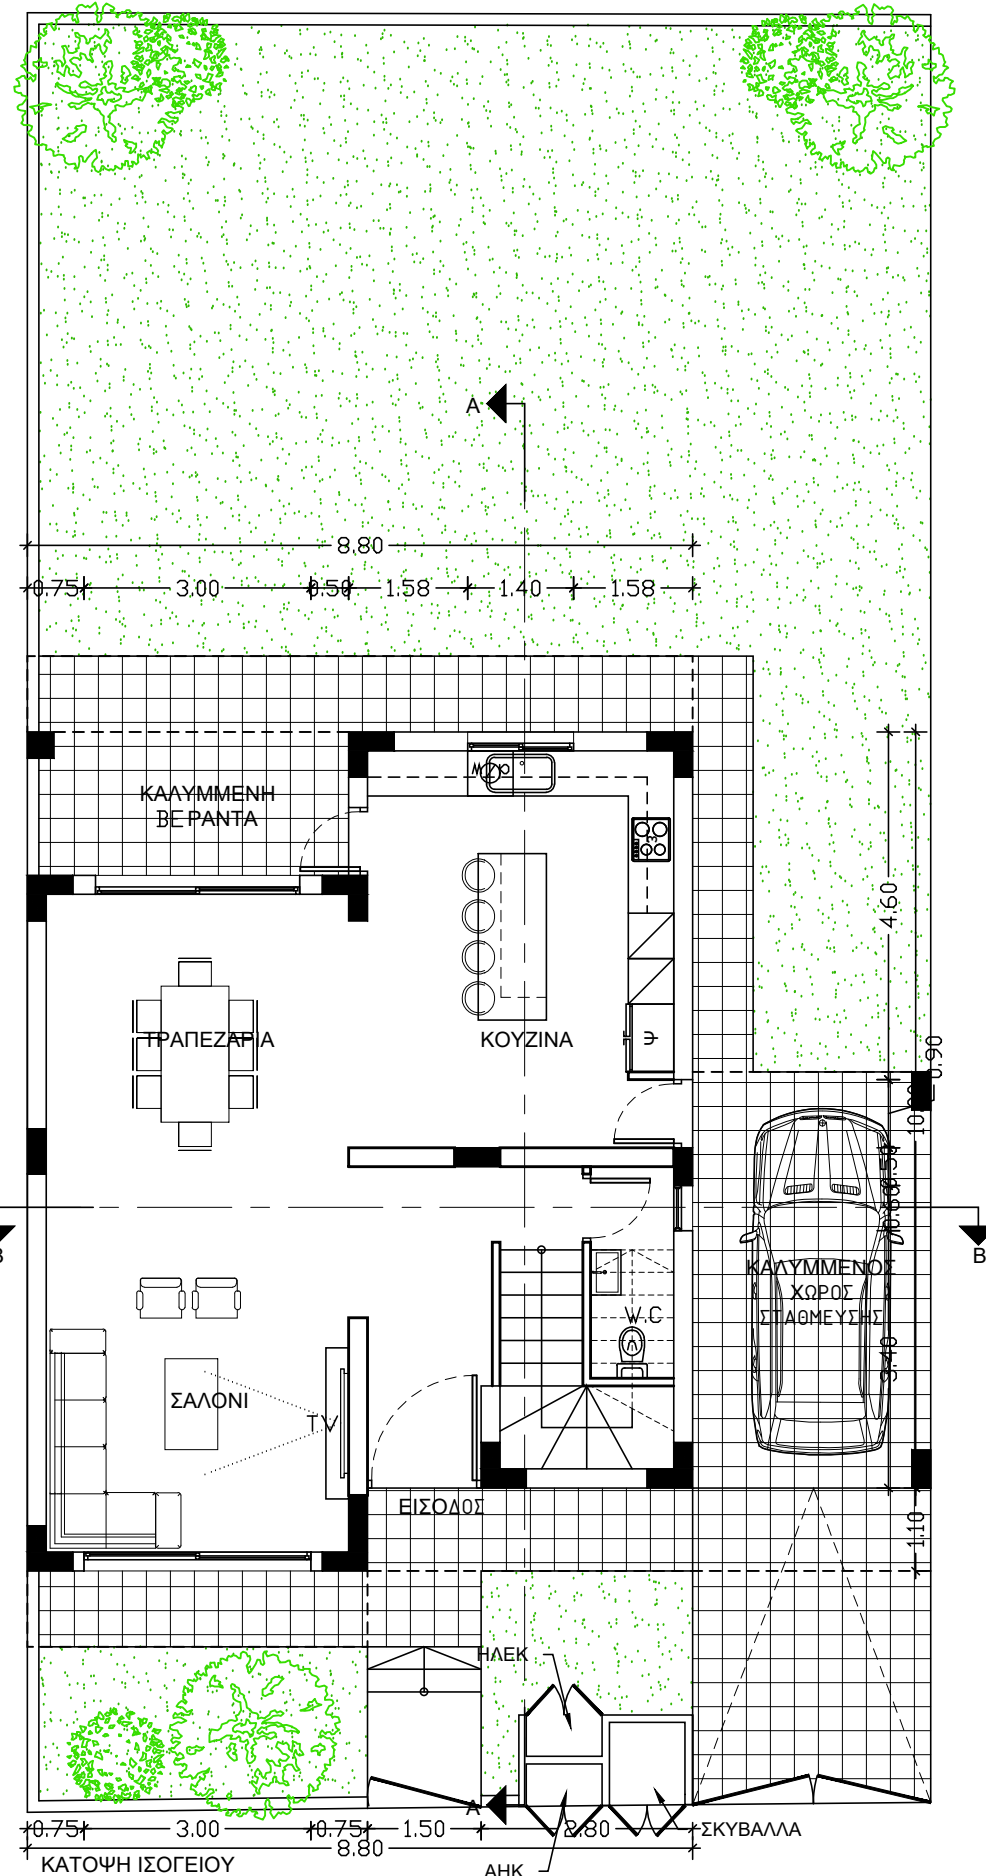 A
8.80
0.75
3.00
0.50
1.58
1.40
1.58
ΚΑΛΥΜΜΕΝΗ
ΒΕΡΑΝΤΑ
4.60
ΤΡΑΠΕΖΑΡΙΑ
ΚΟΥΖΙΝΑ
Ψ
0.90
B
B
ΚΑΛΥΜΜΕΝΟΣ
ΧΩΡΟΣ
ΣΤΑΘΜΕΥΣΗΣ
W.C
3.40
ΣΑΛΟΝΙ
TV
ΕΙΣΟΔΟΣ
1.10
ΗΛΕΚ
A
ΣΚΥΒΑΛΛΑ
0.75
3.00
0.75
1.50
2.80
8.80
ΚΑΤΟΨΗ ΙΣΟΓΕΙΟΥ
ΑΗΚ